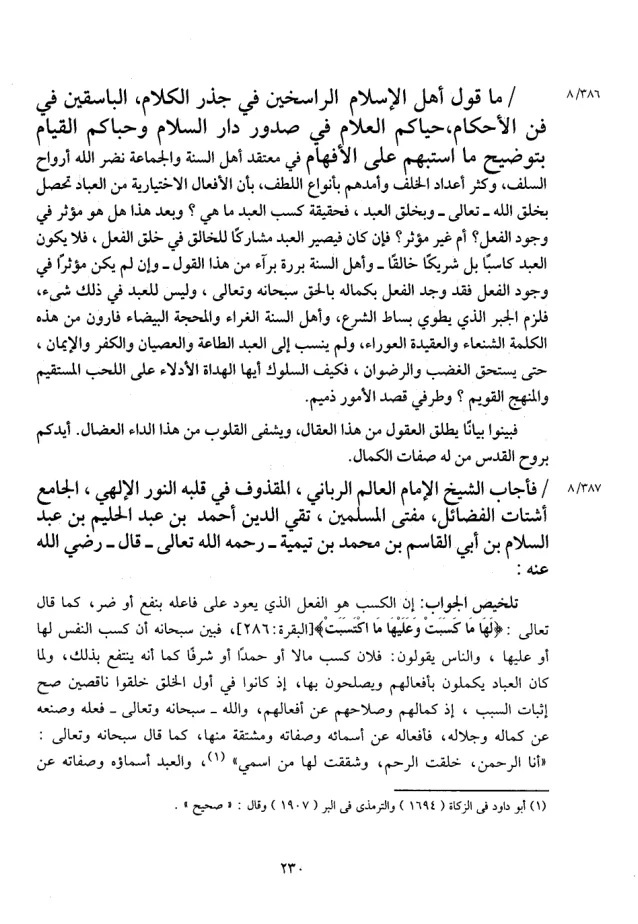 ٨/٣٨٦
/ ما قول أهل الإسلام الراسخين في جذر الكلام، الباسقين في
فن الأحكام،حياكم العلام في صدور دار السلام وحباكم القيام
بتوضيح ما استبهم على الأفهام في معتقد أهل السنة والجماعة نضر الله أرواح
السلف، وكثر أعداد الخلف وأمدهم بأنواع اللطف، بأن الأفعال الاختيارية من العباد تحصل
بخلق الله ـ تعالى ـ وبخلق العبد ، فحقيقة كسب العبد ما هي ؟ وبعد هذا هل هو مؤثر في
وجود الفعل؟ أم غير مؤثر؟ فإن كان فيصير العبد مشاركًا للخالق في خلق الفعل ، فلا يكون
العبد كاسبًا بل شريكًا خالقًا ـ وأهل السنة بررة برآء من هذا القول ـ وإن لم يكن مؤثرًا في
وجود الفعل فقد وجد الفعل بكماله بالحق سبحانه وتعالى ، وليس للعبد في ذلك شيء،
فلزم الجبر الذي يطوي بساط الشرع، وأهل السنة الغراء والمحجة البيضاء فارون من هذه
الكلمة الشنعاء والعقيدة العوراء، ولم ينسب إلى العبد الطاعة والعصيان والكفر والإيمان ،
حتى يستحق الغضب والرضوان ، فكيف السلوك أيها الهداة الأدلاء على اللحب المستقيم
والمنهج القويم ؟ وطرفي قصد الأمور ذميم.
فبينوا بيانًا يطلق العقول من هذا العقال، ويشفى القلوب من هذا الداء العضال. أيدكم
بروح القدس من له صفات الكمال.
٨/٣٨٧
/ فأجاب الشيخ الإمام العالم الرباني ، المقذوف في قلبه النور الإلهي ، الجامع
أشتات الفضائل، مفتى المسلمين ، تقي الدين أحمد بن عبد الحليم بن عبد
السلام بن أبي القاسم بن محمد بن تيمية ـ رحمه الله تعالى ـ قال ـ رضي الله
عنه :
تلخيص الجواب: إن الكسب هو الفعل الذي يعود على فاعله بنفع أو ضر، كما قال
تعالى :﴿لَهَا مَا كَسَبَتْ وَعَلَيْهَا مَا اكْتَسَبَتْ﴾[البقرة:٢٨٦]، فبين سبحانه أن كسب النفس لها
أو عليها ، والناس يقولون: فلان كسب مالا أو حمدًا أو شرفًا كما أنه ينتفع بذلك، ولما
كان العباد يكملون بأفعالهم ويصلحون بها، إذ كانوا في أول الخلق خلقوا ناقصين صح
إثبات السبب ، إذ كمالهم وصلاحهم عن أفعالهم، والله ـ سبحانه وتعالى ـ فعله وصنعه
عن كماله وجلاله، فأفعاله عن أسمائه وصفاته ومشتقة منها، كما قال سبحانه وتعالى :
«أنا الرحمن، خلقت الرحم، وشققت لها من اسمي» (١)، والعبد أسماؤه وصفاته عن
(١) أبو داود في الزكاة (١٦٩٤) والترمذى فى البر (١٩٠٧) وقال : « صحيح » .
٢٣٠